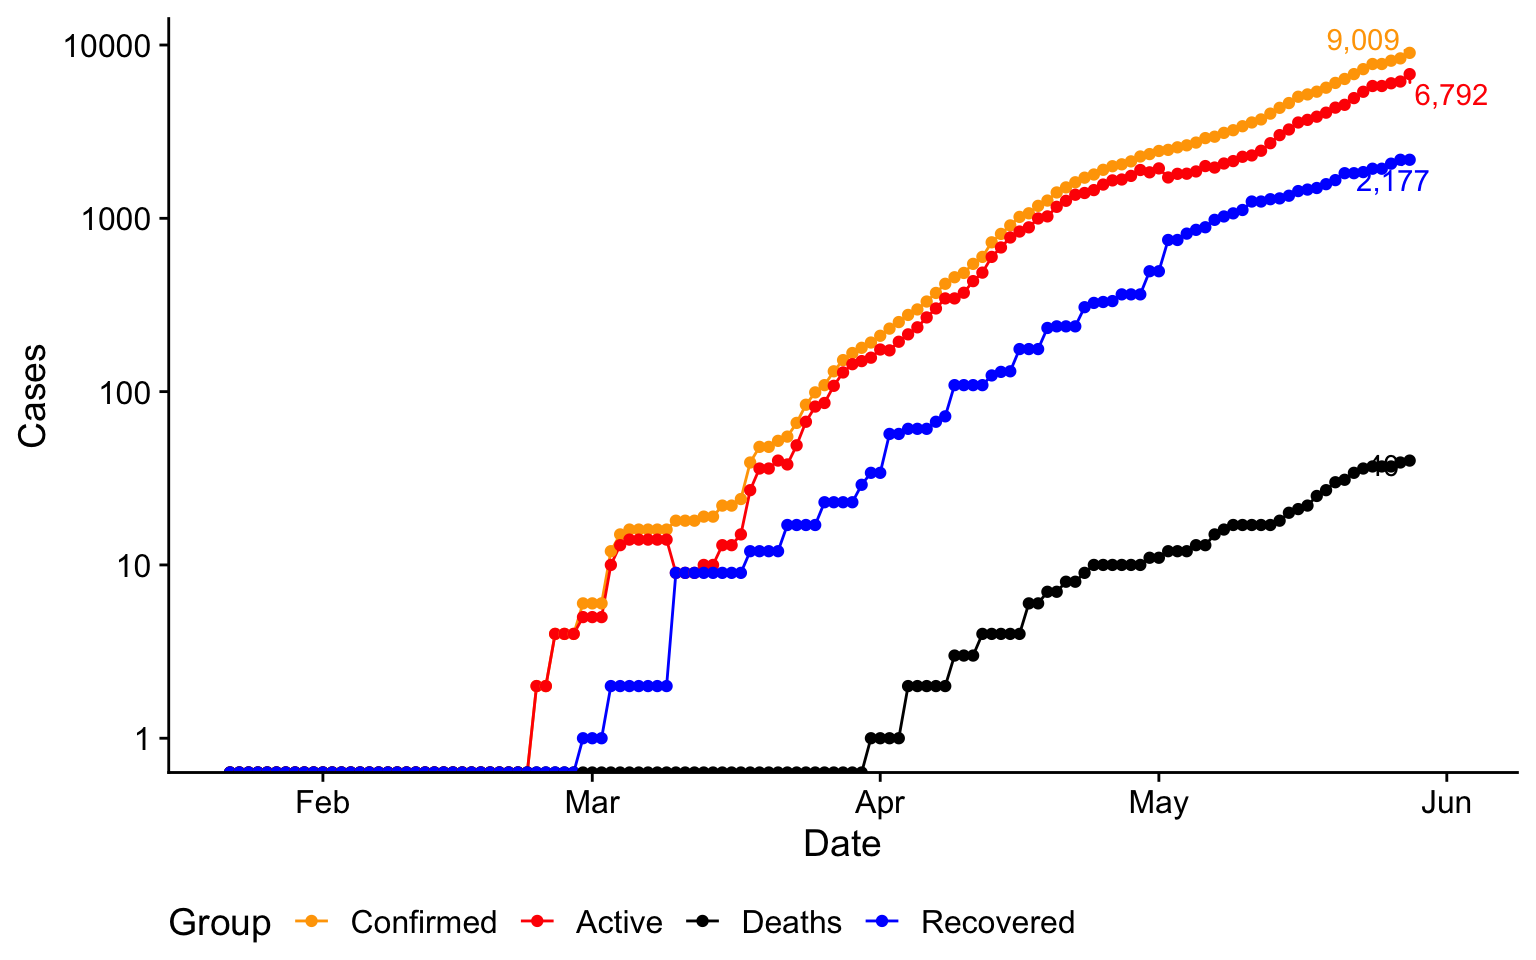 10000
1000
100
10
1
Cases
9,009
6,792
2,177
Feb Mar Apr May Jun
Date
Group Confirmed Active Deaths Recovered